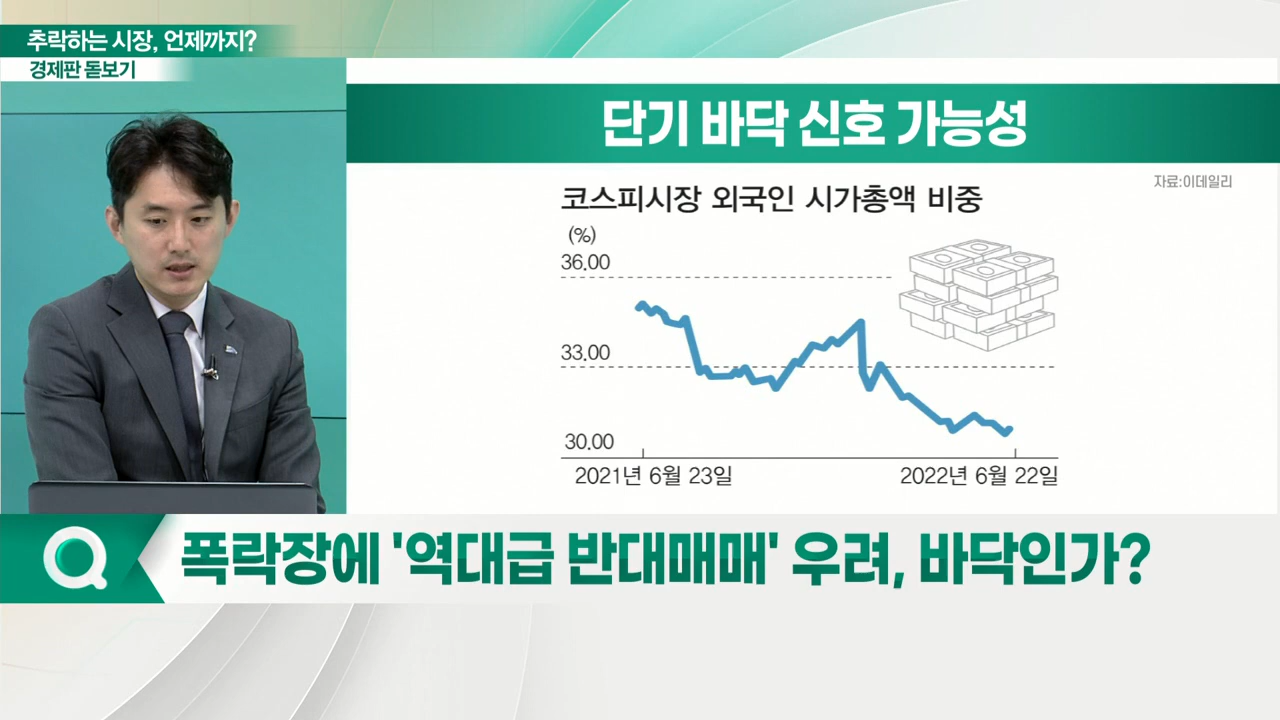 추락하는 시장, 언제까지?
경제판 돋보기
단기 바닥 신호 가능성
자료:이데일리
코스피시장 외국인 시가총액 비중
(%)
36.00
33.00
30.00
2021년 6월 23일
2022년 6월 22일
폭락장에 '역대급 반대매매' 우려, 바닥인가?